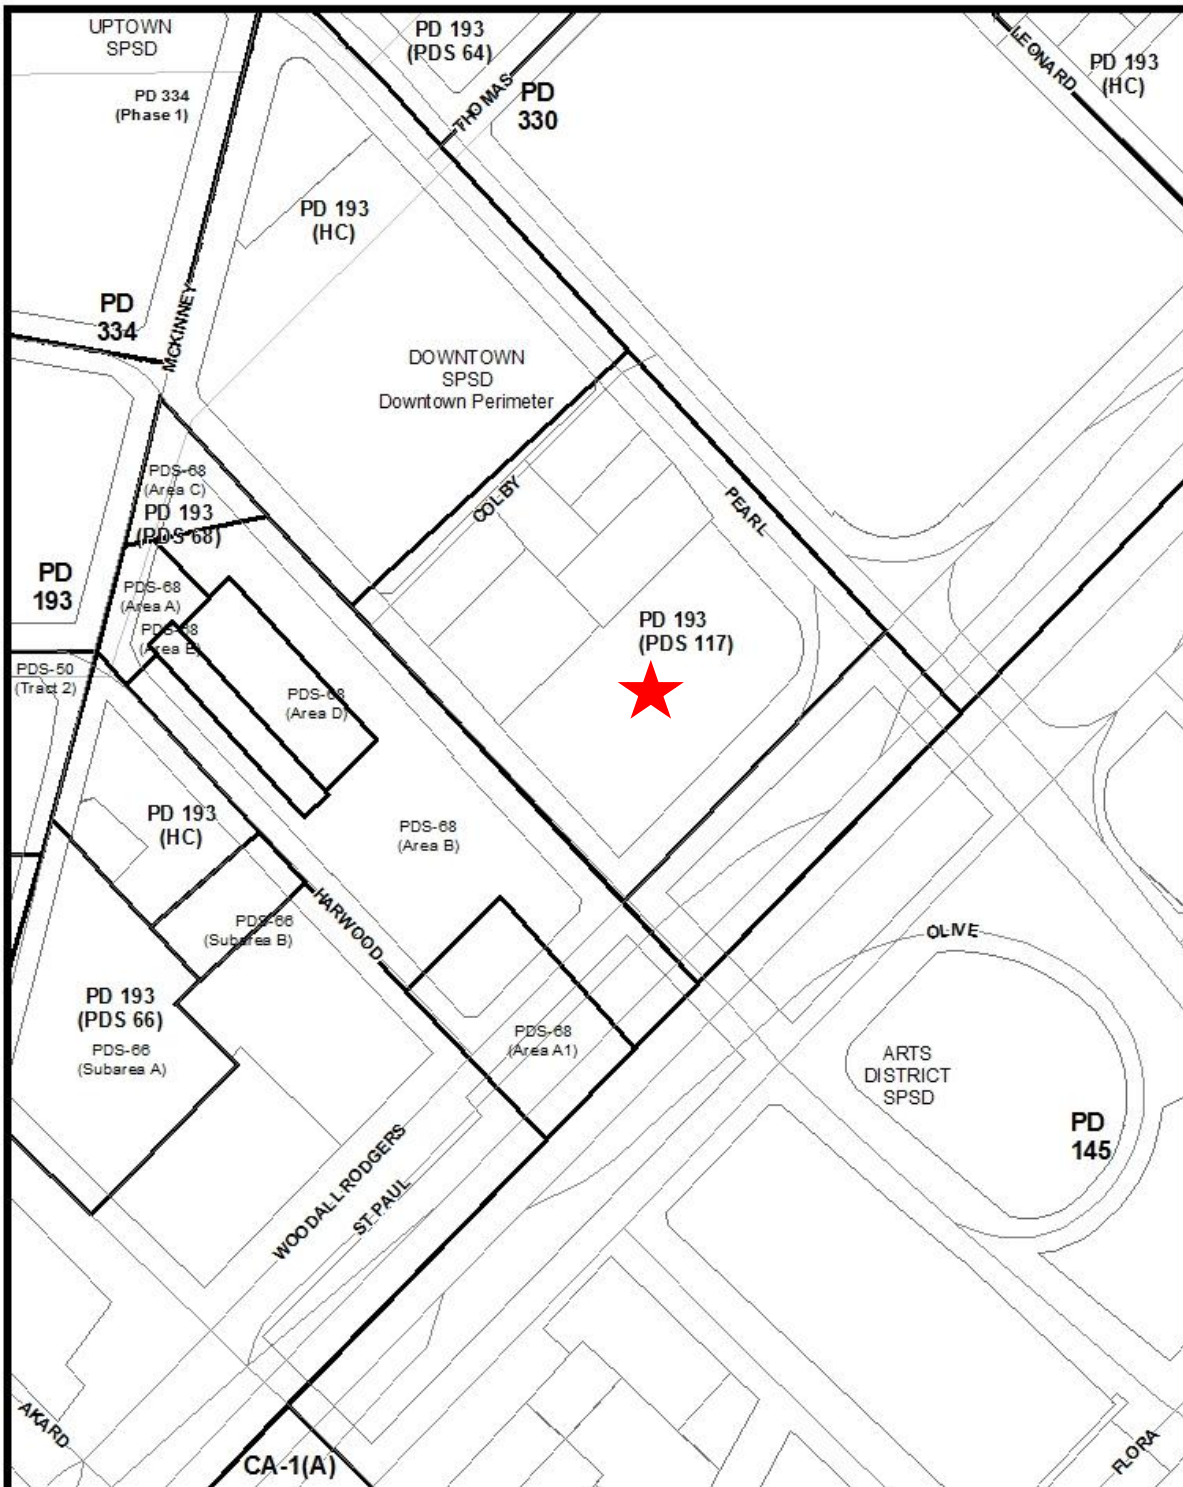 UPTOWN
SPSD
PD 193
(PDS 64)
LEONARD
PD 193
(HC)
PD 334
(Phase 1)
THOMAS
PD
330
PD 193
(HC)
PD
334
MCKINNEY
DOWNTOWN
SPSD
Downtown Perimeter
PDS-68
(Area C)
PD 193
(PDS 68)
COLBY
PEARL
PD
193
PDS-68
(Area A)
PDS-68
(Area E)
PD 193
(PDS 117)
PDS-50
(Tract 2)
PDS-68
(Area D)
PD 193
(HC)
PDS-68
(Area B)
HARWOOD
PDS-66
(Subarea B)
OLIVE
PD 193
(PDS 66)
PDS-66
(Subarea A)
PDS-68
(Area A1)
ARTS
DISTRICT
SPSD
PD
145
WOODALL RODGERS
ST PAUL
AKARD
CA-1(A)
FLORA